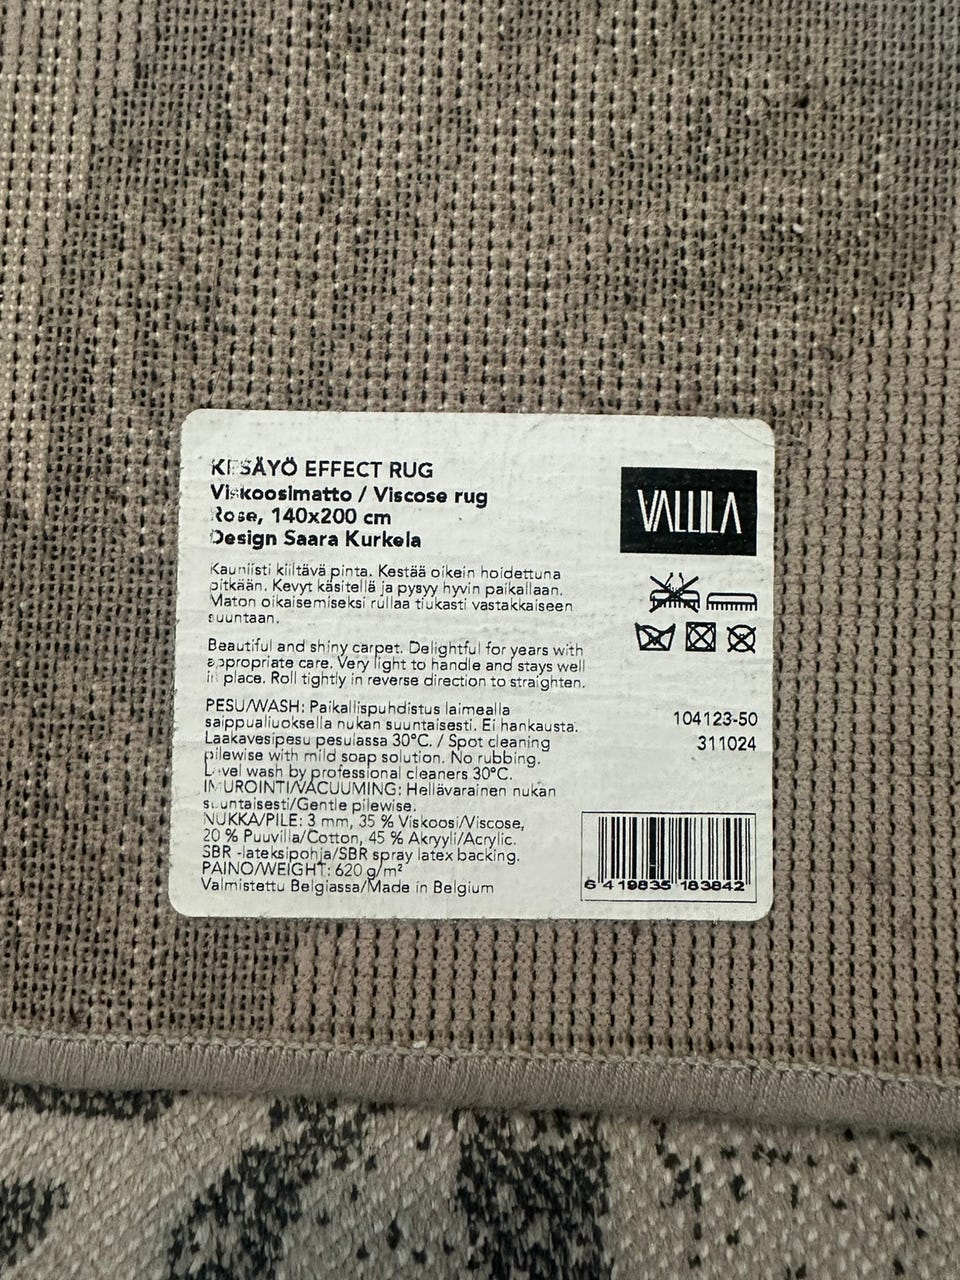 KESÄYÖ EFFECT RUG
Viskoosimatto / Viscose rug
Rose, 140x200 cm
Design Saara Kurkela
VALLILA
Kauniisti kiiltävä pinta. Kestää oikein hoidettuna
pitkään. Kevyt käsitellä ja pysyy hyvin paikallaan.
Maton oikaisemiseksi rullaa tiukasti vastakkaiseen
suuntaan.
Beautiful and shiny carpet. Delightful for years with
appropriate care. Very light to handle and stays well
in place. Roll tightly in reverse direction to straighten.
PESU/WASH: Paikallispuhdistus laimealla
saippualiuoksella nukan suuntaisesti. Ei hankausta.
Laakavesipesu pesulassa 30°C. / Spot cleaning
pilewise with mild soap solution. No rubbing.
Level wash by professional cleaners 30°C.
IMUROINTI/VACUUMING: Hellävarainen nukan
suuntaisesti/Gentle pilewise.
NUKKA/PILE: 3 mm, 35 % Viskoosi/Viscose,
20 % Puuvilla/Cotton, 45 % Akryyli/Acrylic.
SBR -lateksipohja/SBR spray latex backing.
PAINO/WEIGHT: 620 g/m²
Valmistettu Belgiassa/Made in Belgium
104123-50
311024
6 419835 183842